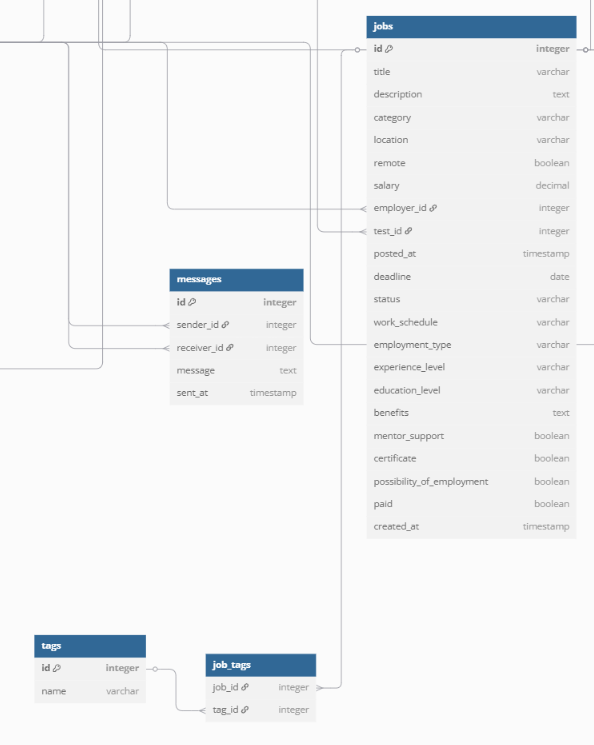 jobs
id integer
title varchar
description text
category varchar
location varchar
remote boolean
salary decimal
employer_id integer
test_id integer
posted_at timestamp
deadline date
status varchar
work_schedule varchar
employment_type varchar
experience_level varchar
education_level varchar
benefits text
mentor_support boolean
certificate boolean
possibility_of_employment boolean
paid boolean
created_at timestamp
messages
id integer
sender_id integer
receiver_id integer
message text
sent_at timestamp
tags
id integer
name varchar
job_tags
job_id integer
tag_id integer